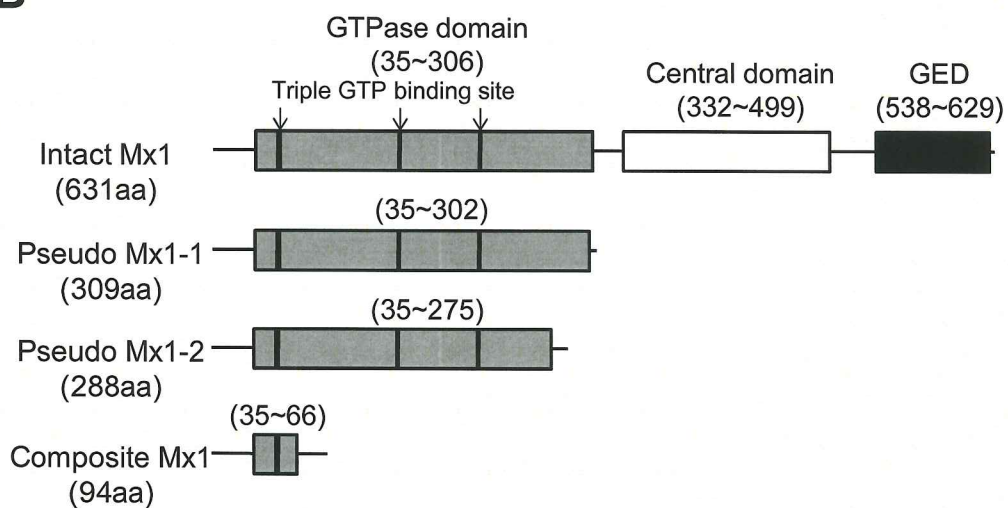 GTPase domain
(35~306)
Triple GTP binding site
Central domain
(332~499)
GED
(538~629)
Intact Mx1
(631aa)
(35~302)
Pseudo Mx1-1
(309aa)
(35~275)
Pseudo Mx1-2
(288aa)
(35~66)
Composite Mx1
(94aa)